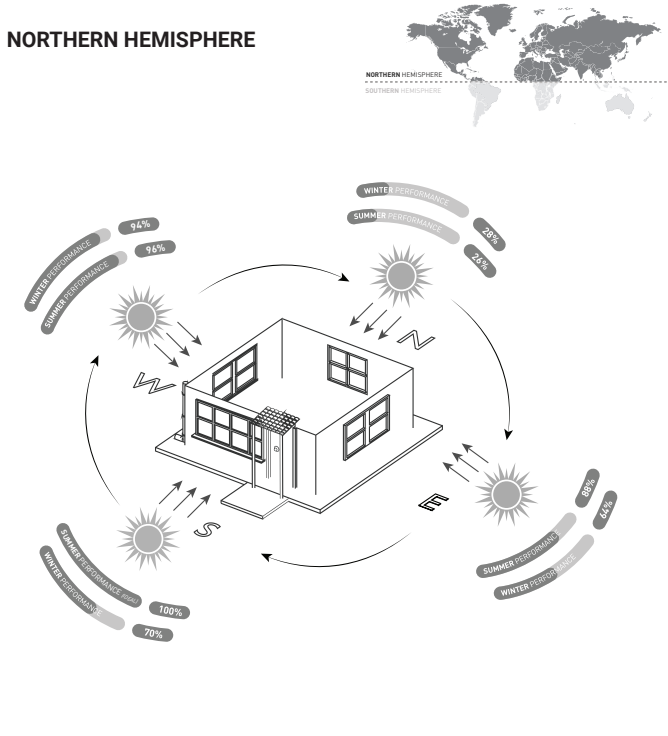 NORTHERN HEMISPHERE
NORTHERN HEMISPHERE
SOUTHERN HEMISPHERE
WINTER PERFORMANCE
28%
SUMMER PERFORMANCE
26%
WINTER PERFORMANCE
94%
SUMMER PERFORMANCE
96%
N
W
E
S
SUMMER PERFORMANCE
88%
WINTER PERFORMANCE
64%
SUMMER PERFORMANCE
100%
WINTER PERFORMANCE
70%